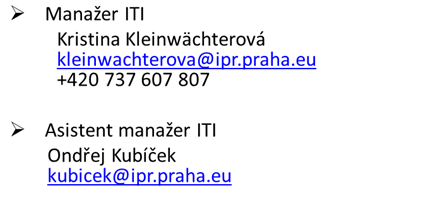 ➢ Manažer ITI
Kristina Kleinwächterová
kleinwachterova@ipr.praha.eu
+420 737 607 807
➢ Asistent manažer ITI
Ondřej Kubíček
kubicek@ipr.praha.eu